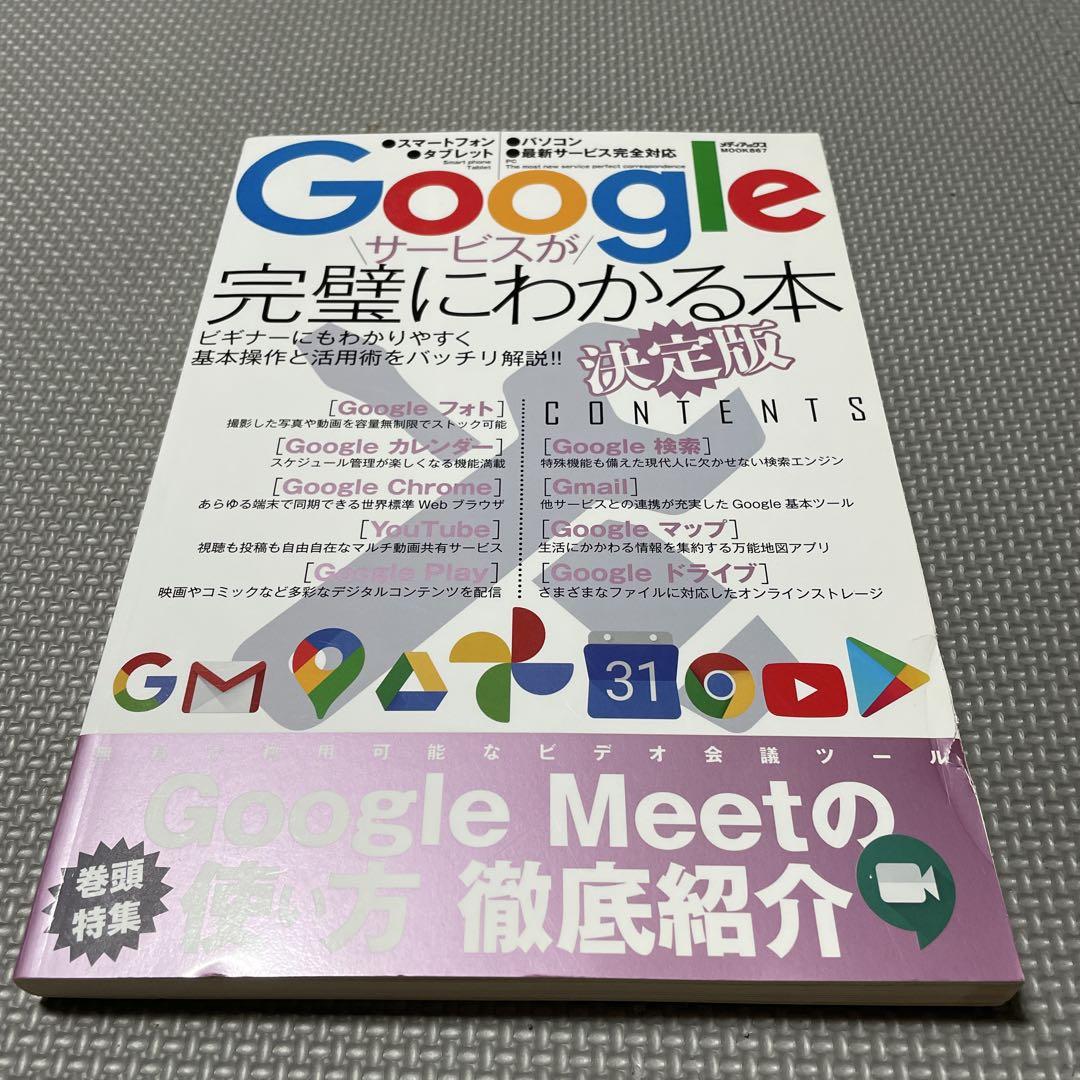 ●スマートフォン
●タブレット
Smart phone
Tablet
●パソコン
●最新サービス完全対応
PC
The most new service perfect correspondence
メディアックス
MOOK867
Google
サービスが
完璧にわかる本
ビギナーにもわかりやすく
基本操作と活用術をバッチリ解説!!
決定版
CONTENTS
[Google フォト]
撮影した写真や動画を容量無制限でストック可能
[Google カレンダー]
スケジュール管理が楽しくなる機能満載
[Google Chrome]
あらゆる端末で同期できる世界標準 Web ブラウザ
[YouTube]
視聴も投稿も自由自在なマルチ動画共有サービス
[Google Play]
映画やコミックなど多彩なデジタルコンテンツを配信
[Google 検索]
特殊機能も備えた現代人に欠かせない検索エンジン
[Gmail]
他サービスとの連携が充実した Google 基本ツール
[Google マップ]
生活にかかわる情報を集約する万能地図アプリ
[Google ドライブ]
さまざまなファイルに対応したオンラインストレージ
G
31
無料で利用可能なビデオ会議ツール
Google Meetの
使い方 徹底紹介
巻頭
特集